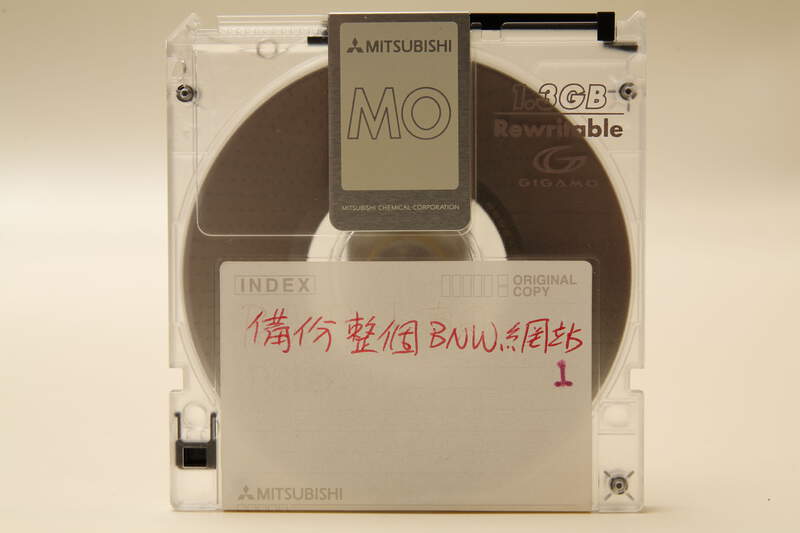 MITSUBISHI
MO
MITSUBISHI CHEMICAL CORPORATION
1.3GB
Rewritable
GIGAMO
INDEX
ORIGINAL
COPY
備份整個BNW網站
1
MITSUBISHI